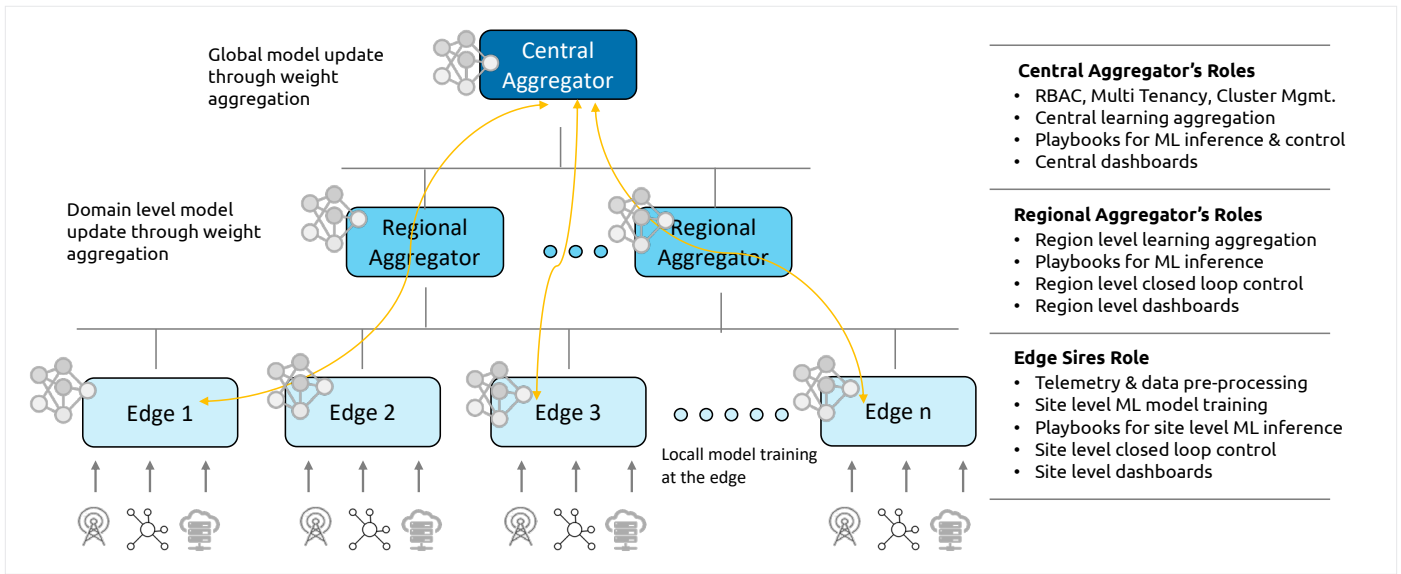 Global model update
through weight
aggregation
Central
Aggregator
Domain level model
update through weight
aggregation
Regional
Aggregator
Regional
Aggregator
Edge 1
Edge 2
Edge 3
Edge n
Locall model training
at the edge
Central Aggregator’s Roles
• RBAC, Multi Tenancy, Cluster Mgmt.
• Central learning aggregation
• Playbooks for ML inference & control
• Central dashboards
Regional Aggregator’s Roles
• Region level learning aggregation
• Playbooks for ML inference
• Region level closed loop control
• Region level dashboards
Edge Sires Role
• Telemetry & data pre-processing
• Site level ML model training
• Playbooks for site level ML inference
• Site level closed loop control
• Site level dashboards